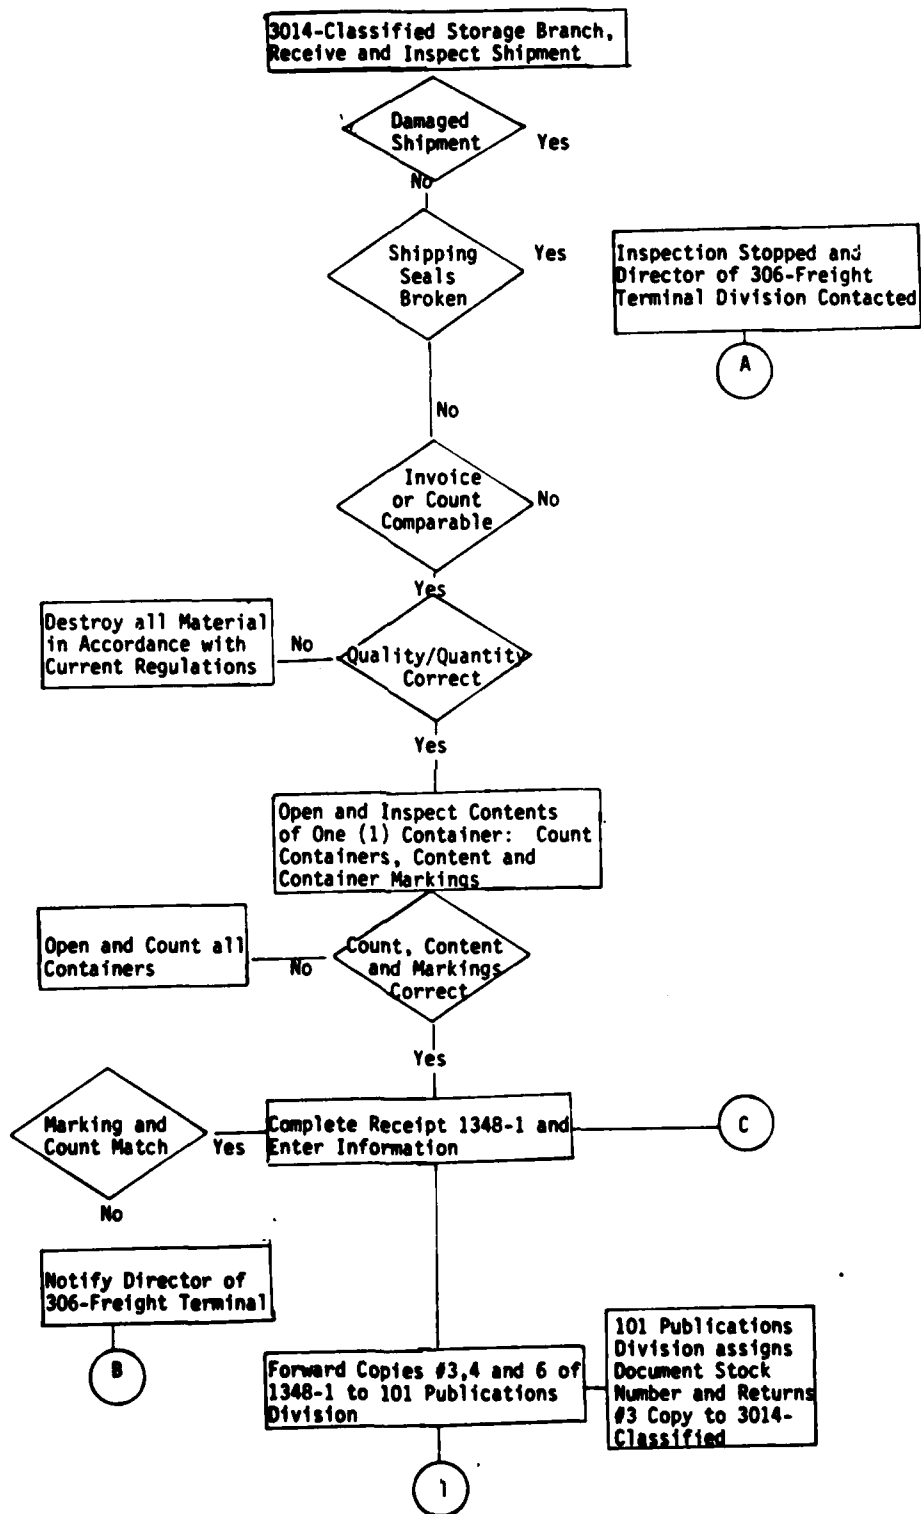 3014-Classified Storage Branch,
Receive and Inspect Shipment
Damaged
Shipment
Yes
No
Shipping
Seals
Broken
Yes
Inspection Stopped and
Director of 306-Freight
Terminal Division Contacted
A
No
Invoice
or Count
Comparable
No
Yes
Destroy all Material
in Accordance with
Current Regulations
No
Quality/Quantity
Correct
Yes
Open and Inspect Contents
of One (1) Container: Count
Containers, Content and
Container Markings
Open and Count all
Containers
No
Count, Content
and Markings
Correct
Yes
Marking and
Count Match
Yes
Complete Receipt 1348-1 and
Enter Information
C
No
Notify Director of
306-Freight Terminal
B
Forward Copies #3,4 and 6 of
1348-1 to 101 Publications
Division
101 Publications
Division assigns
Document Stock
Number and Returns
#3 Copy to 3014-
Classified
1